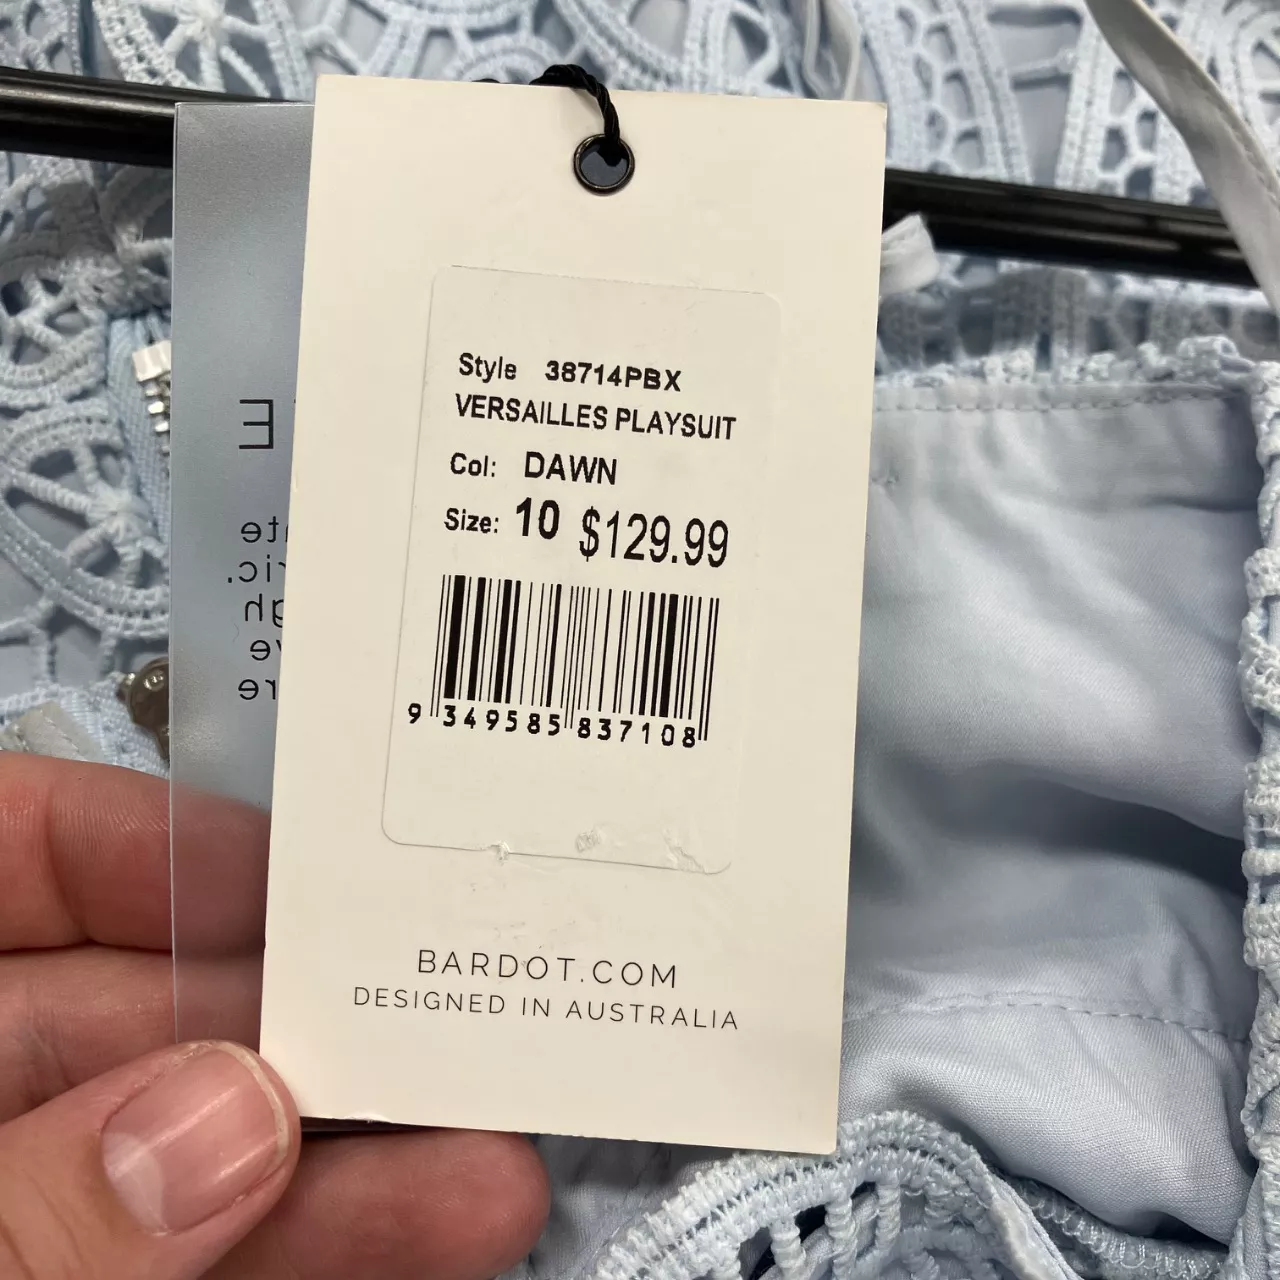 Style 38714PBX
VERSAILLES PLAYSUIT
Col: DAWN
Size: 10 $129.99
9 349585 837108
BARDOT.COM
DESIGNED IN AUSTRALIA